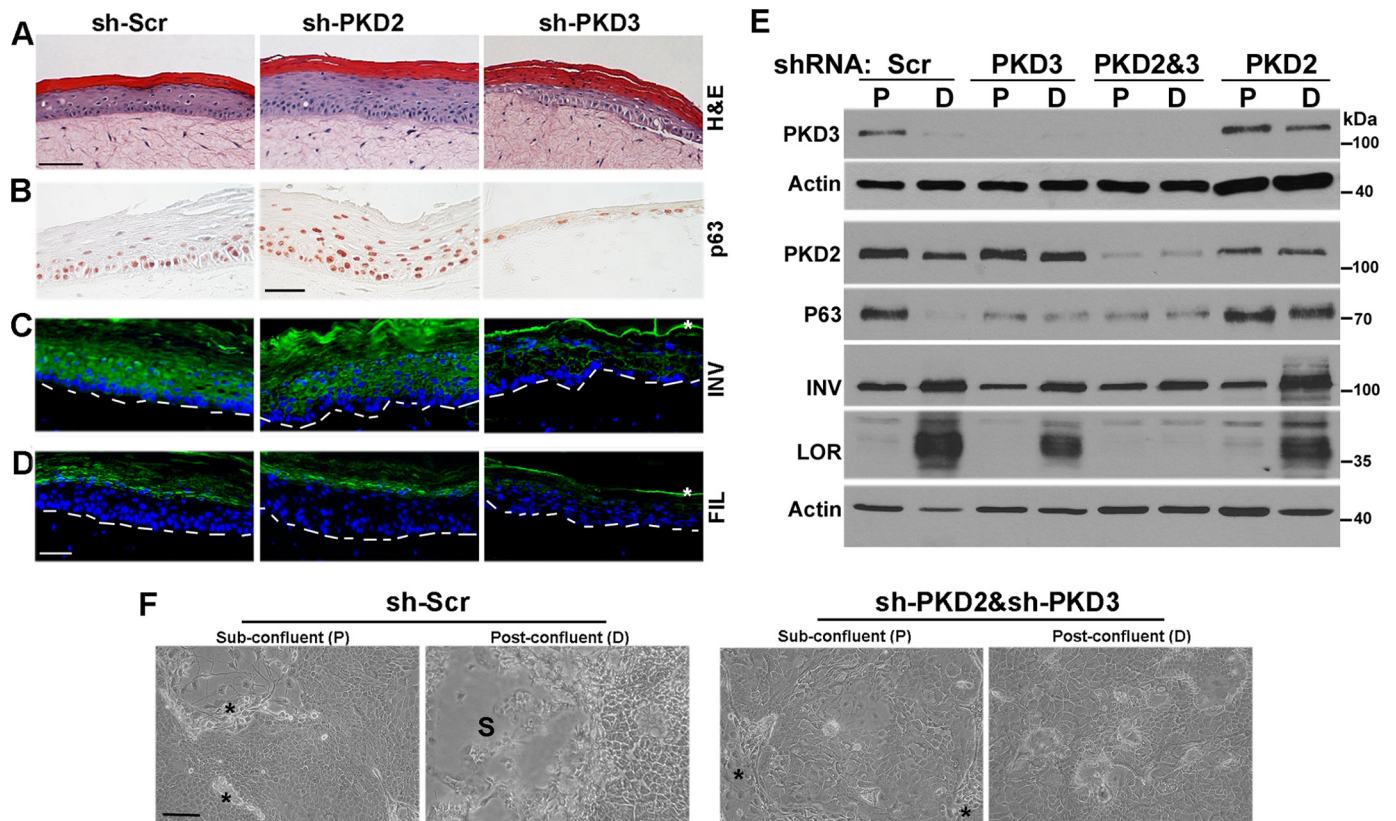 sh-Scr sh-PKD2 sh-PKD3
A
H&E
B
p63
C
*
INV
D
*
FIL
E
shRNA: Scr PKD3 PKD2&3 PKD2
P D P D P D P D
kDa
PKD3
–100
Actin
–40
PKD2
–100
P63
–70
INV
–100
LOR
–35
Actin
–40
F
sh-Scr sh-PKD2&sh-PKD3
Sub-confluent (P) Post-confluent (D) Sub-confluent (P) Post-confluent (D)
*
S
*
*
*